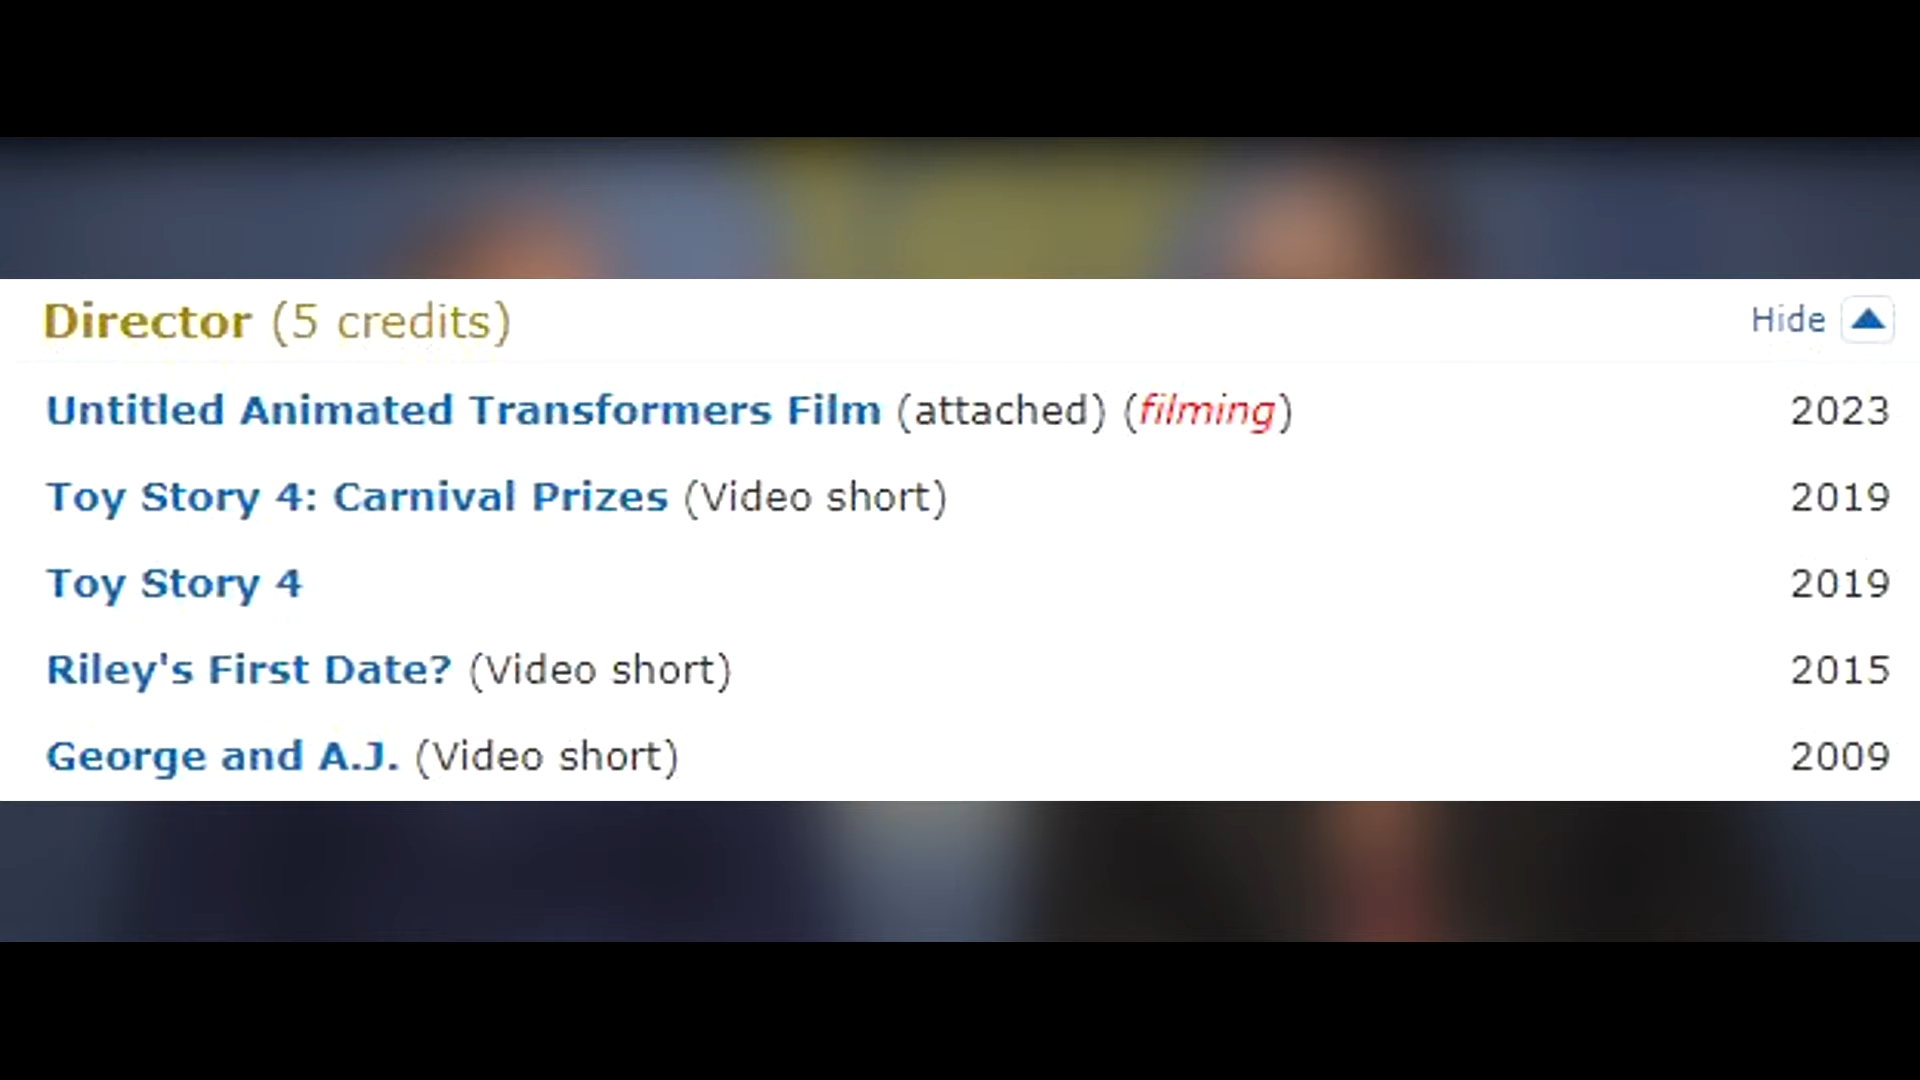 Director (5 credits) Hide
Untitled Animated Transformers Film (attached) (filming) 2023
Toy Story 4: Carnival Prizes (Video short) 2019
Toy Story 4 2019
Riley's First Date? (Video short) 2015
George and A.J. (Video short) 2009